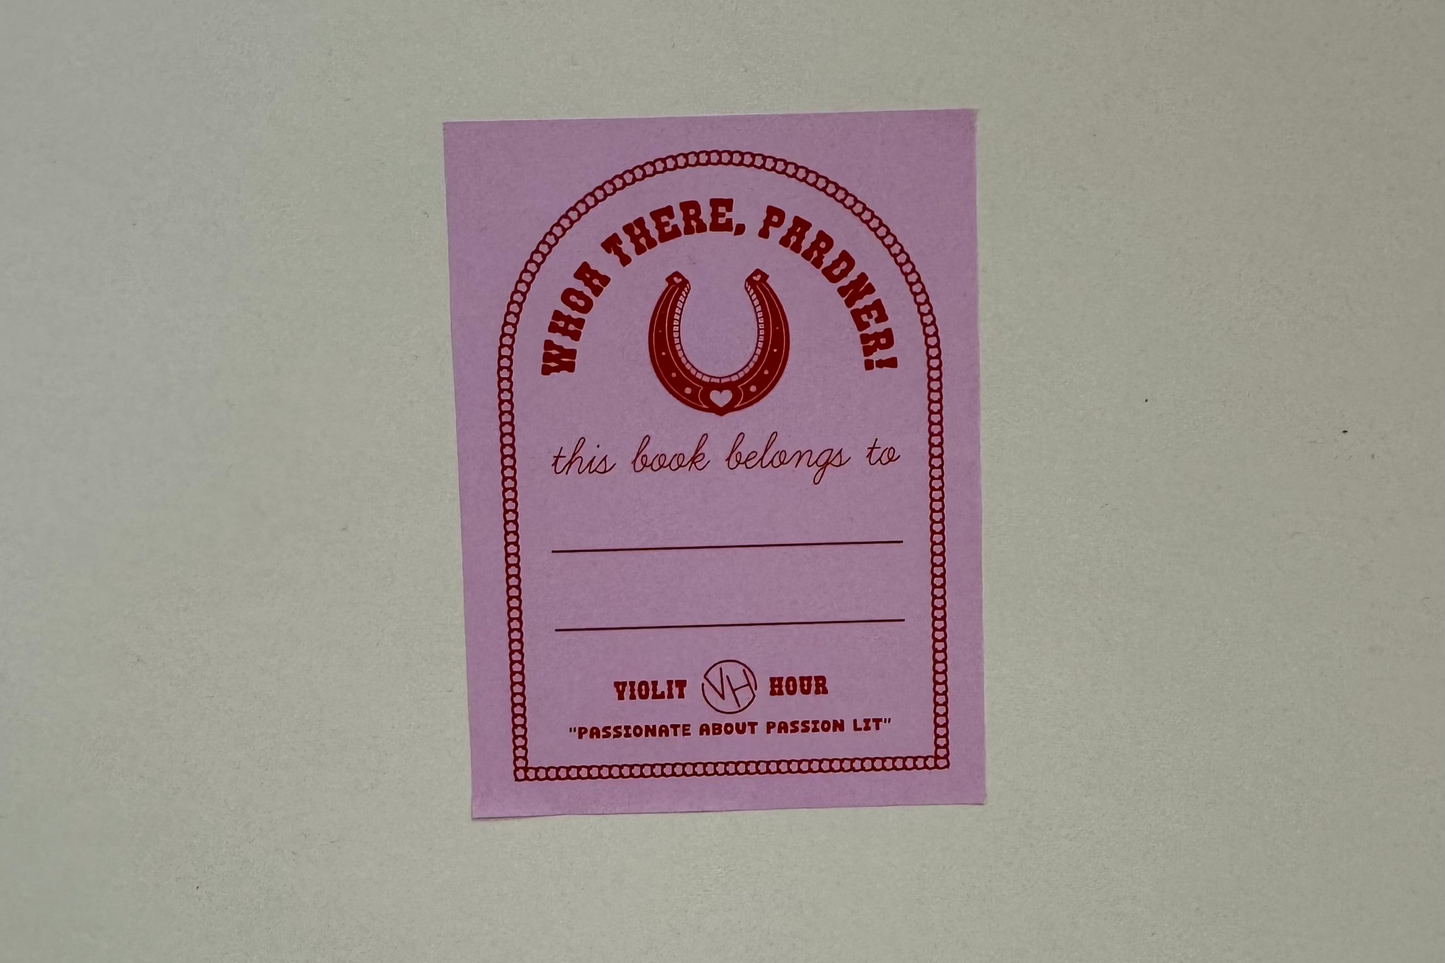 WHOA THERE, PARDNER!
this book belongs to
VIOLIT VH HOUR
"PASSIONATE ABOUT PASSION LIT"